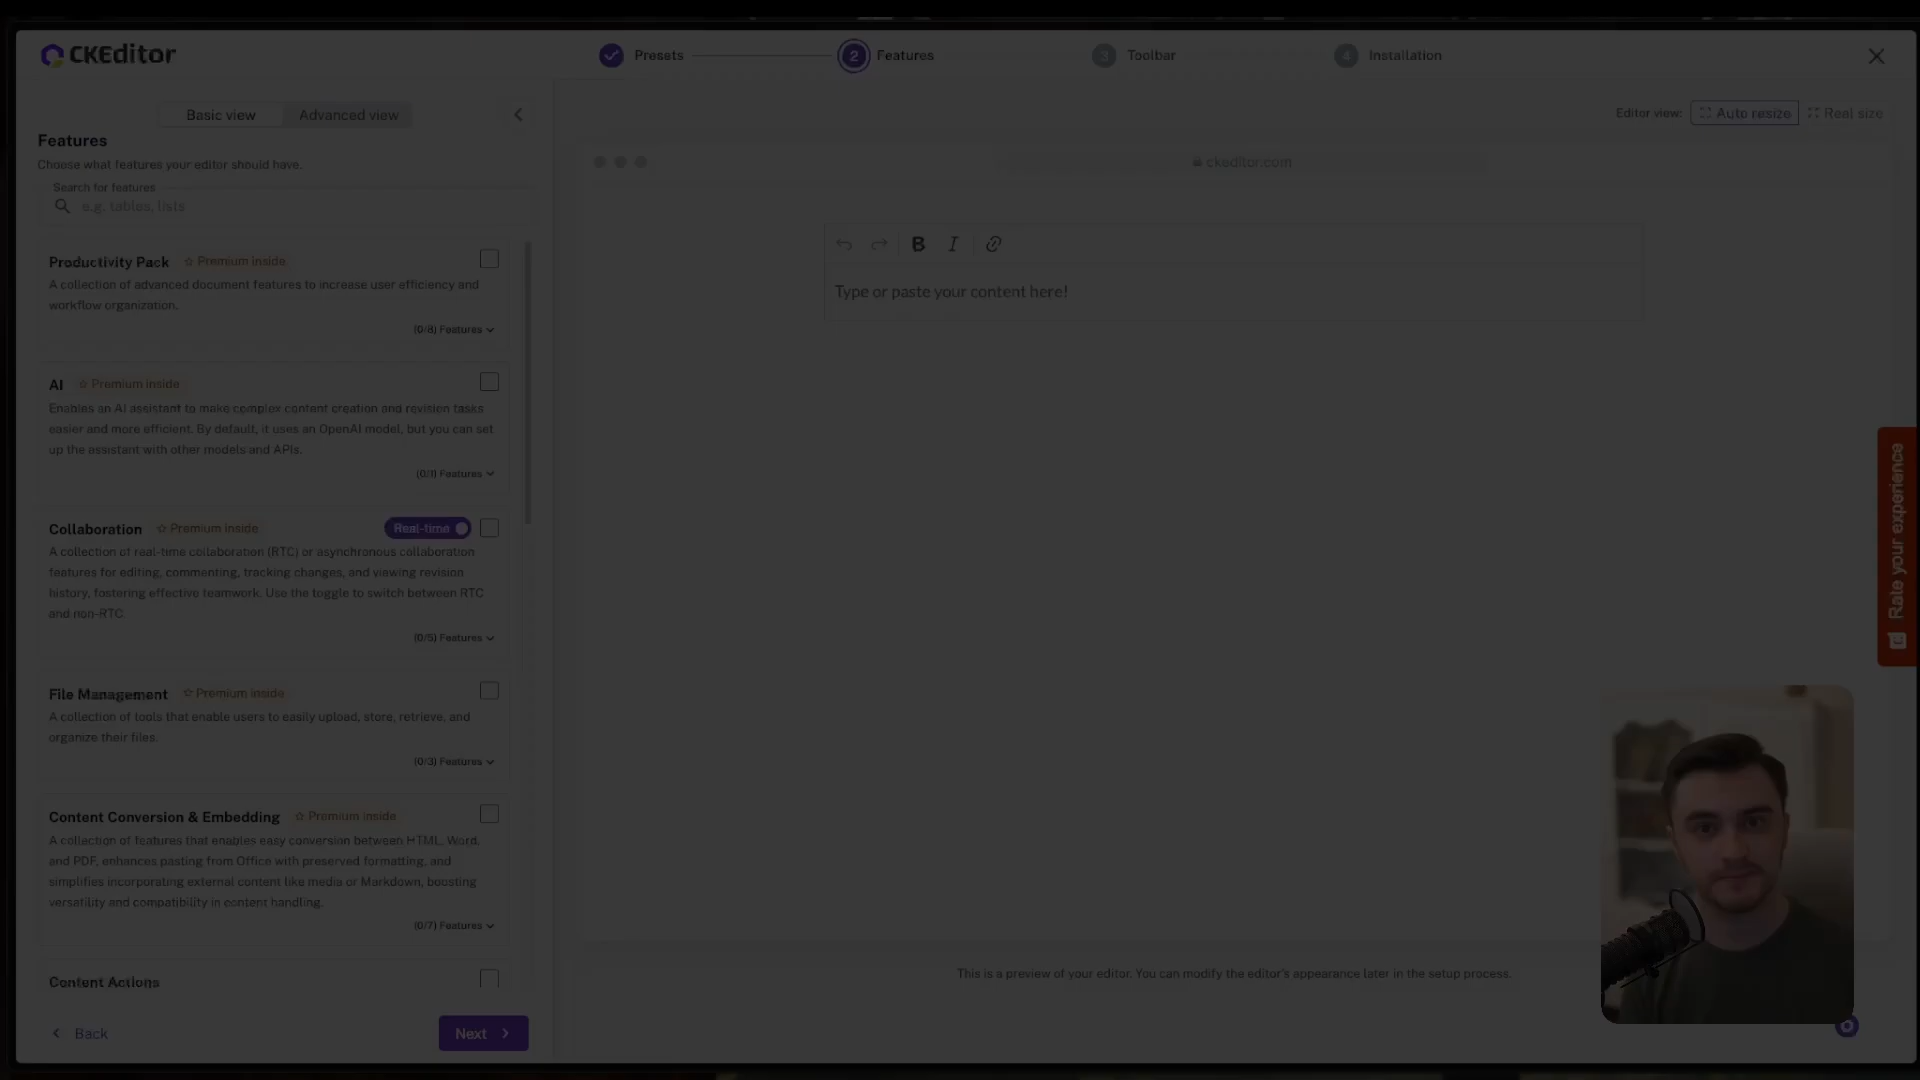 CKEditor
Presets
2 Features
3 Toolbar
4 Installation
Basic view
Advanced view
Features
Choose what features your editor should have.
Search for features
e.g. tables, lists
Productivity Pack Premium inside
A collection of advanced document features to increase user efficiency and
workflow organization.
(0/8) Features
AI Premium inside
Enables an AI assistant to make complex content creation and revision tasks
easier and more efficient. By default, it uses an OpenAI model, but you can set
up the assistant with other models and APIs.
(0/1) Features
Collaboration Premium inside Real-time
A collection of real-time collaboration (RTC) or asynchronous collaboration
features for editing, commenting, tracking changes, and viewing revision
history, fostering effective teamwork. Use the toggle to switch between RTC
and non-RTC.
(0/5) Features
File Management Premium inside
A collection of tools that enable users to easily upload, store, retrieve, and
organize their files.
(0/3) Features
Content Conversion & Embedding Premium inside
A collection of features that enables easy conversion between HTML, Word,
and PDF, enhances pasting from Office with preserved formatting, and
simplifies incorporating external content like media or Markdown, boosting
versatility and compatibility in content handling.
(0/7) Features
Content Actions
Back
Next
Editor view: Auto resize Real size
ckeditor.com
B I
Type or paste your content here!
This is a preview of your editor. You can modify the editor's appearance later in the setup process.
Rate your experience